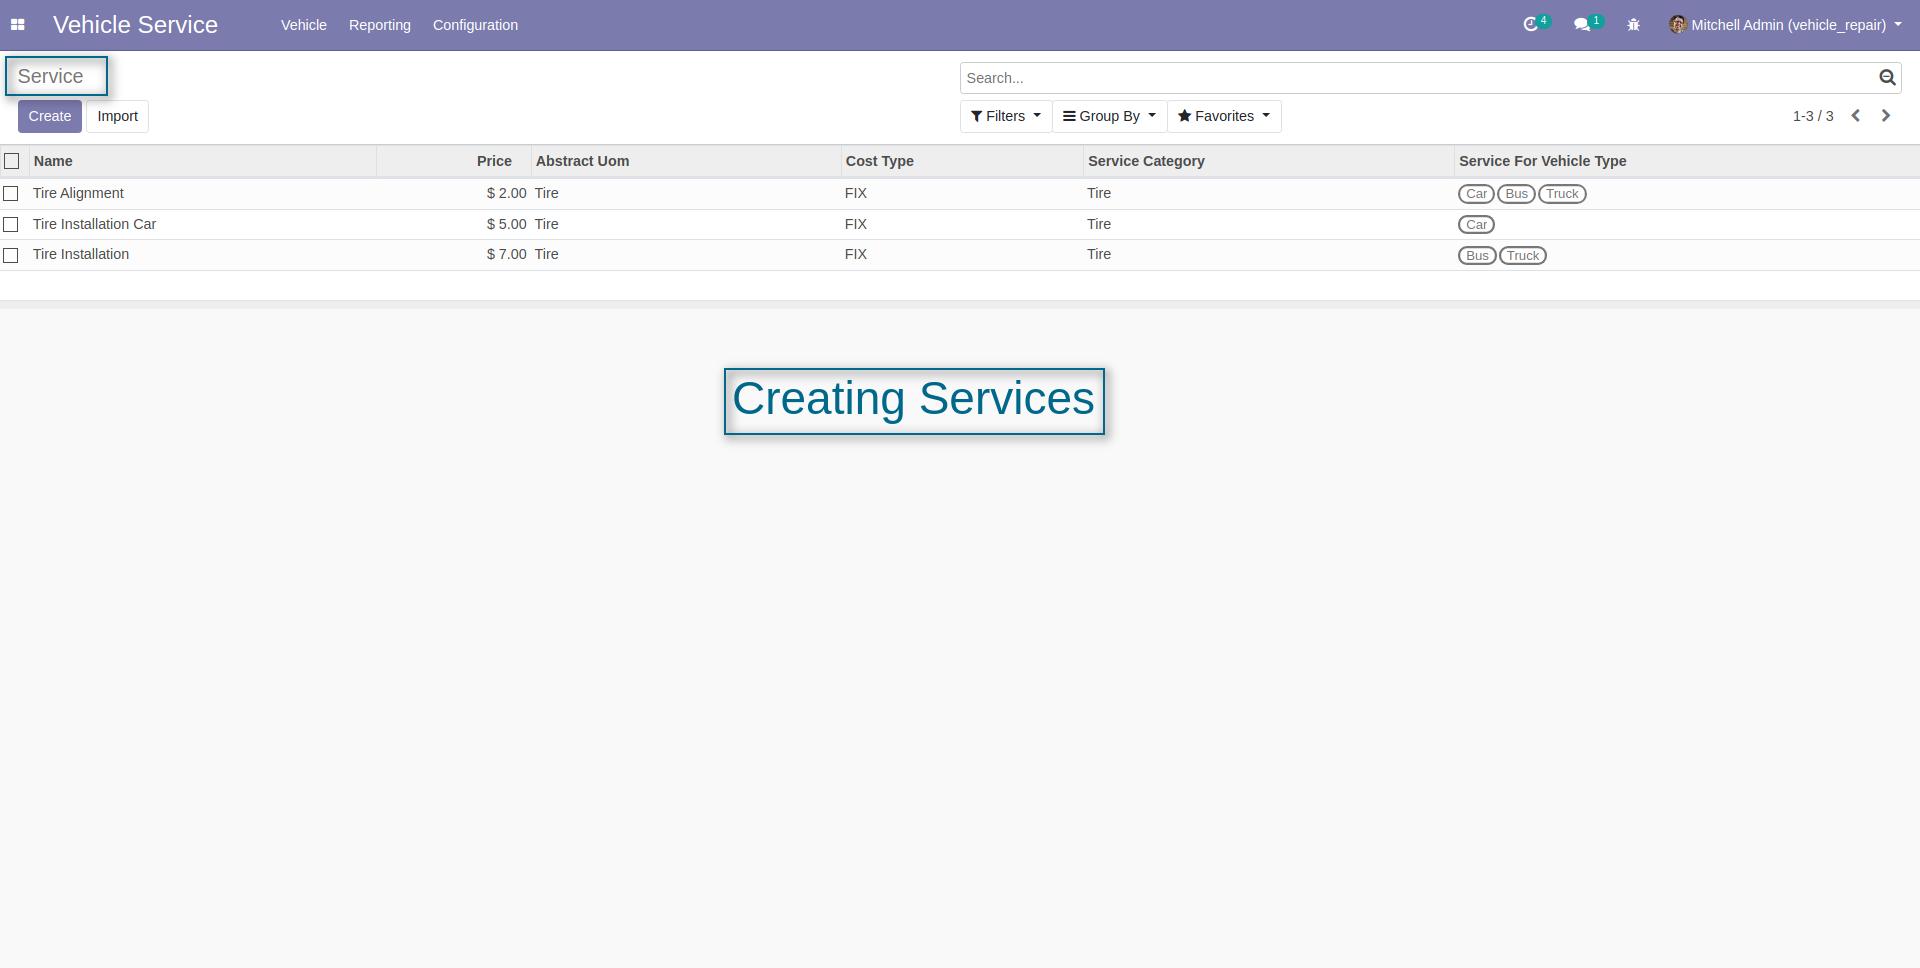 Vehicle Service Vehicle Reporting Configuration 4 1 Mitchell Admin (vehicle_repair)
Service Search...
Create Import Filters Group By Favorites 1-3 / 3
Name Price Abstract Uom Cost Type Service Category Service For Vehicle Type
Tire Alignment $ 2.00 Tire FIX Tire Car Bus Truck
Tire Installation Car $ 5.00 Tire FIX Tire Car
Tire Installation $ 7.00 Tire FIX Tire Bus Truck
Creating Services